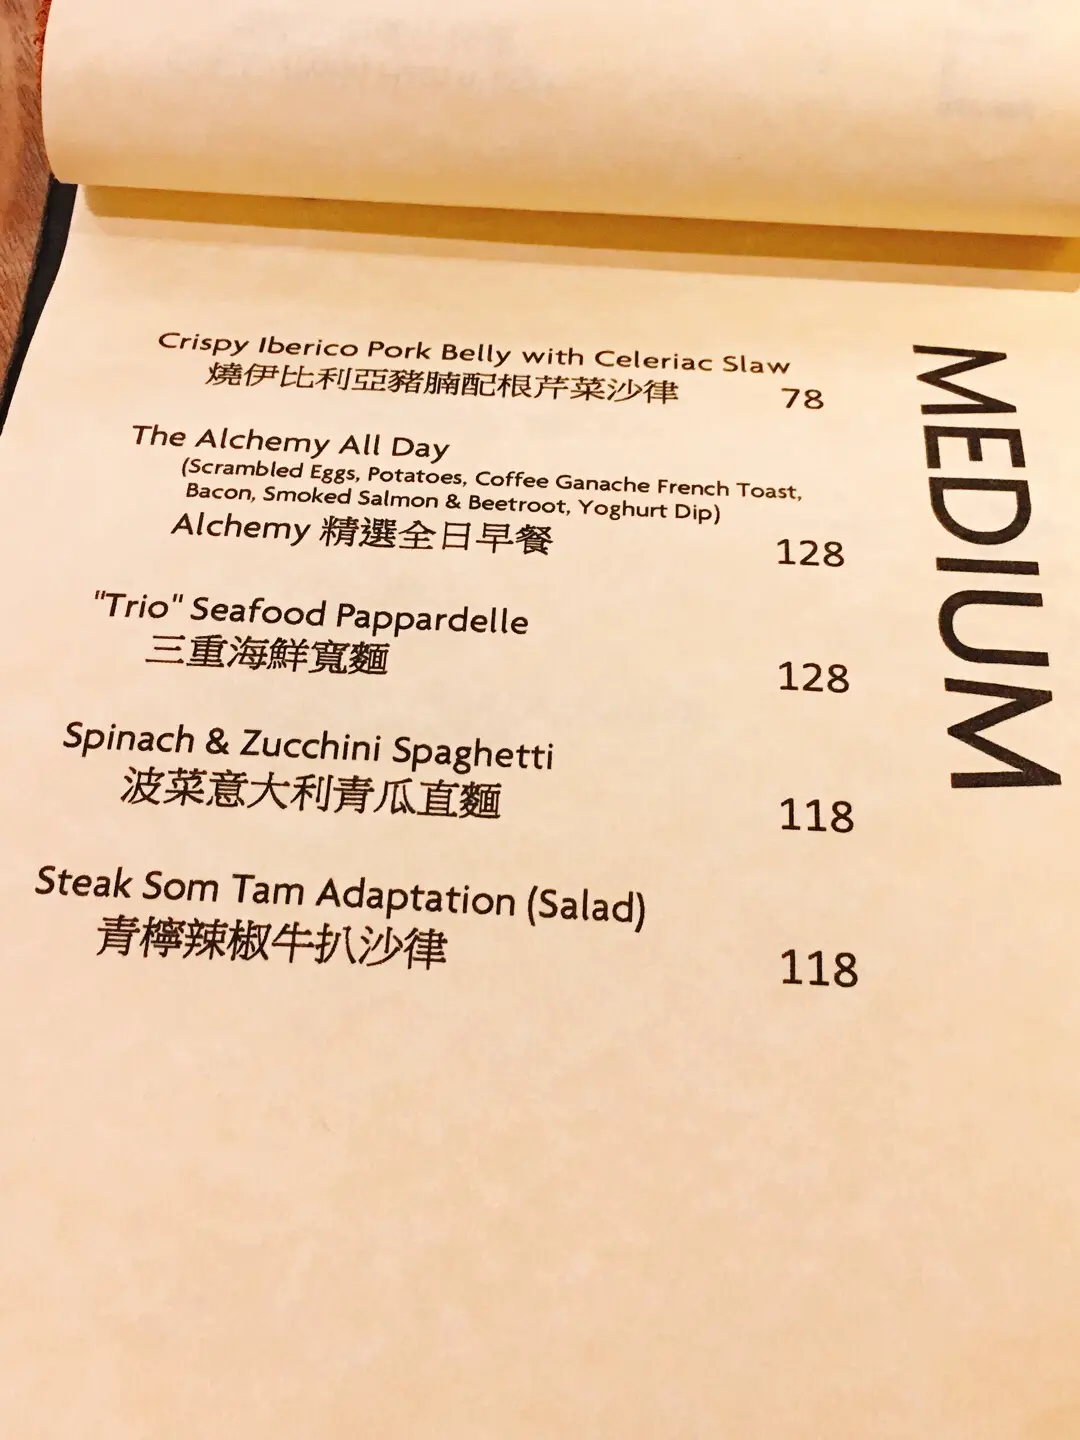 MEDIUM
Crispy Iberico Pork Belly with Celeriac Slaw
燒伊比利亞豬腩配根芹菜沙律 78
The Alchemy All Day
(Scrambled Eggs, Potatoes, Coffee Ganache French Toast,
Bacon, Smoked Salmon & Beetroot, Yoghurt Dip)
Alchemy 精選全日早餐 128
"Trio" Seafood Pappardelle
三重海鮮寬麵 128
Spinach & Zucchini Spaghetti
波菜意大利青瓜直麵 118
Steak Som Tam Adaptation (Salad)
青檸辣椒牛扒沙律 118